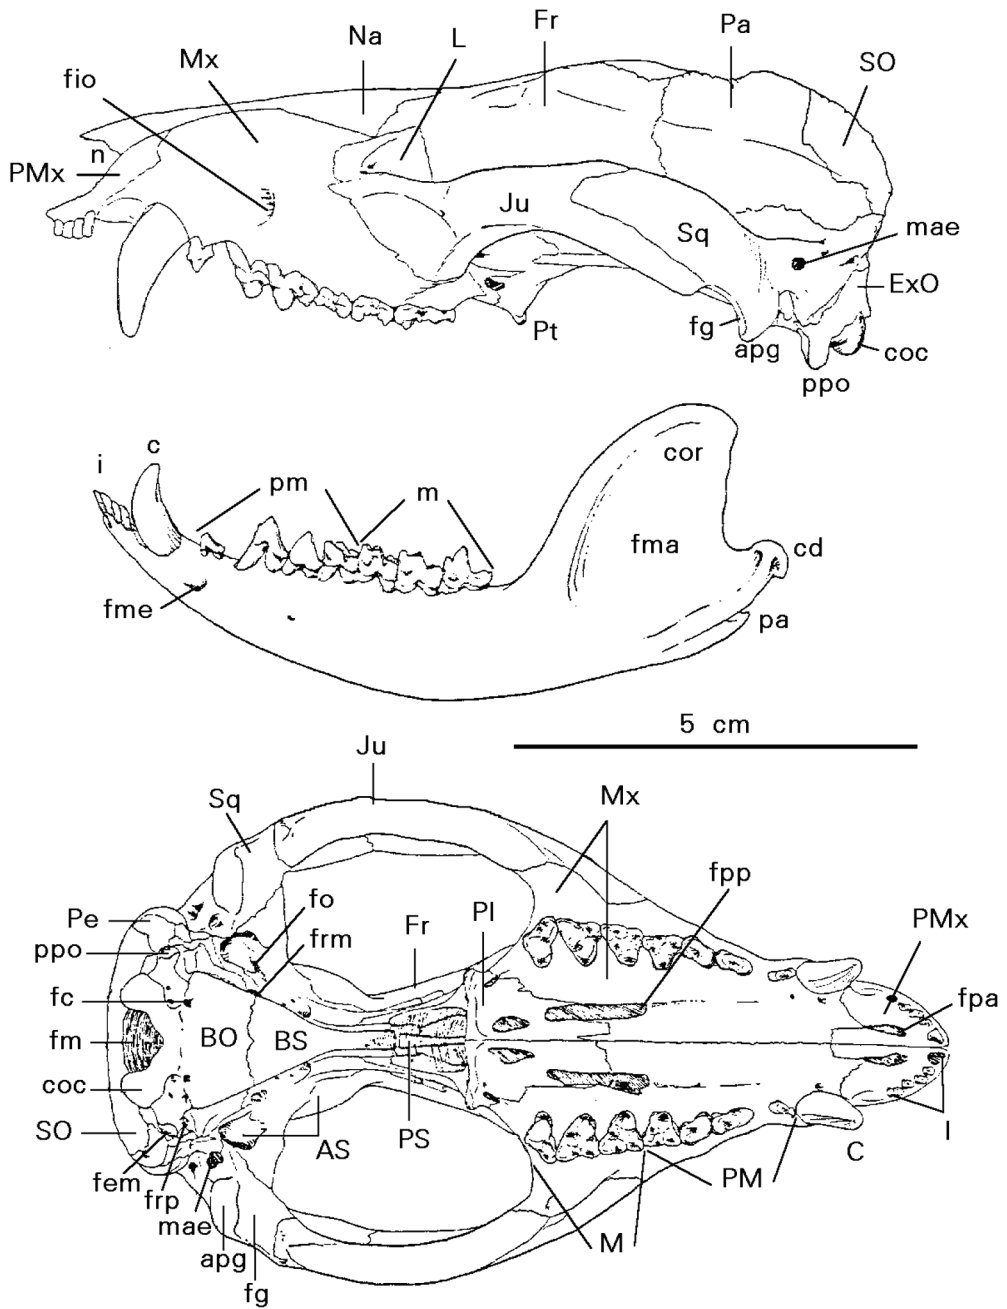 Fr
Pa
Na
L
SO
Mx
fio
n
PMx
Ju
Sq
mae
ExO
Pt
fg
apg
coc
ppo
c
i
pm
m
cor
fma
cd
fme
pa
5 cm
Ju
Sq
Mx
fpp
fo
Pl
PMx
Pe
Fr
frm
ppo
fc
fpa
BO
BS
fm
coc
SO
AS
PS
C
I
fem
frp
PM
mae
M
apg
fg